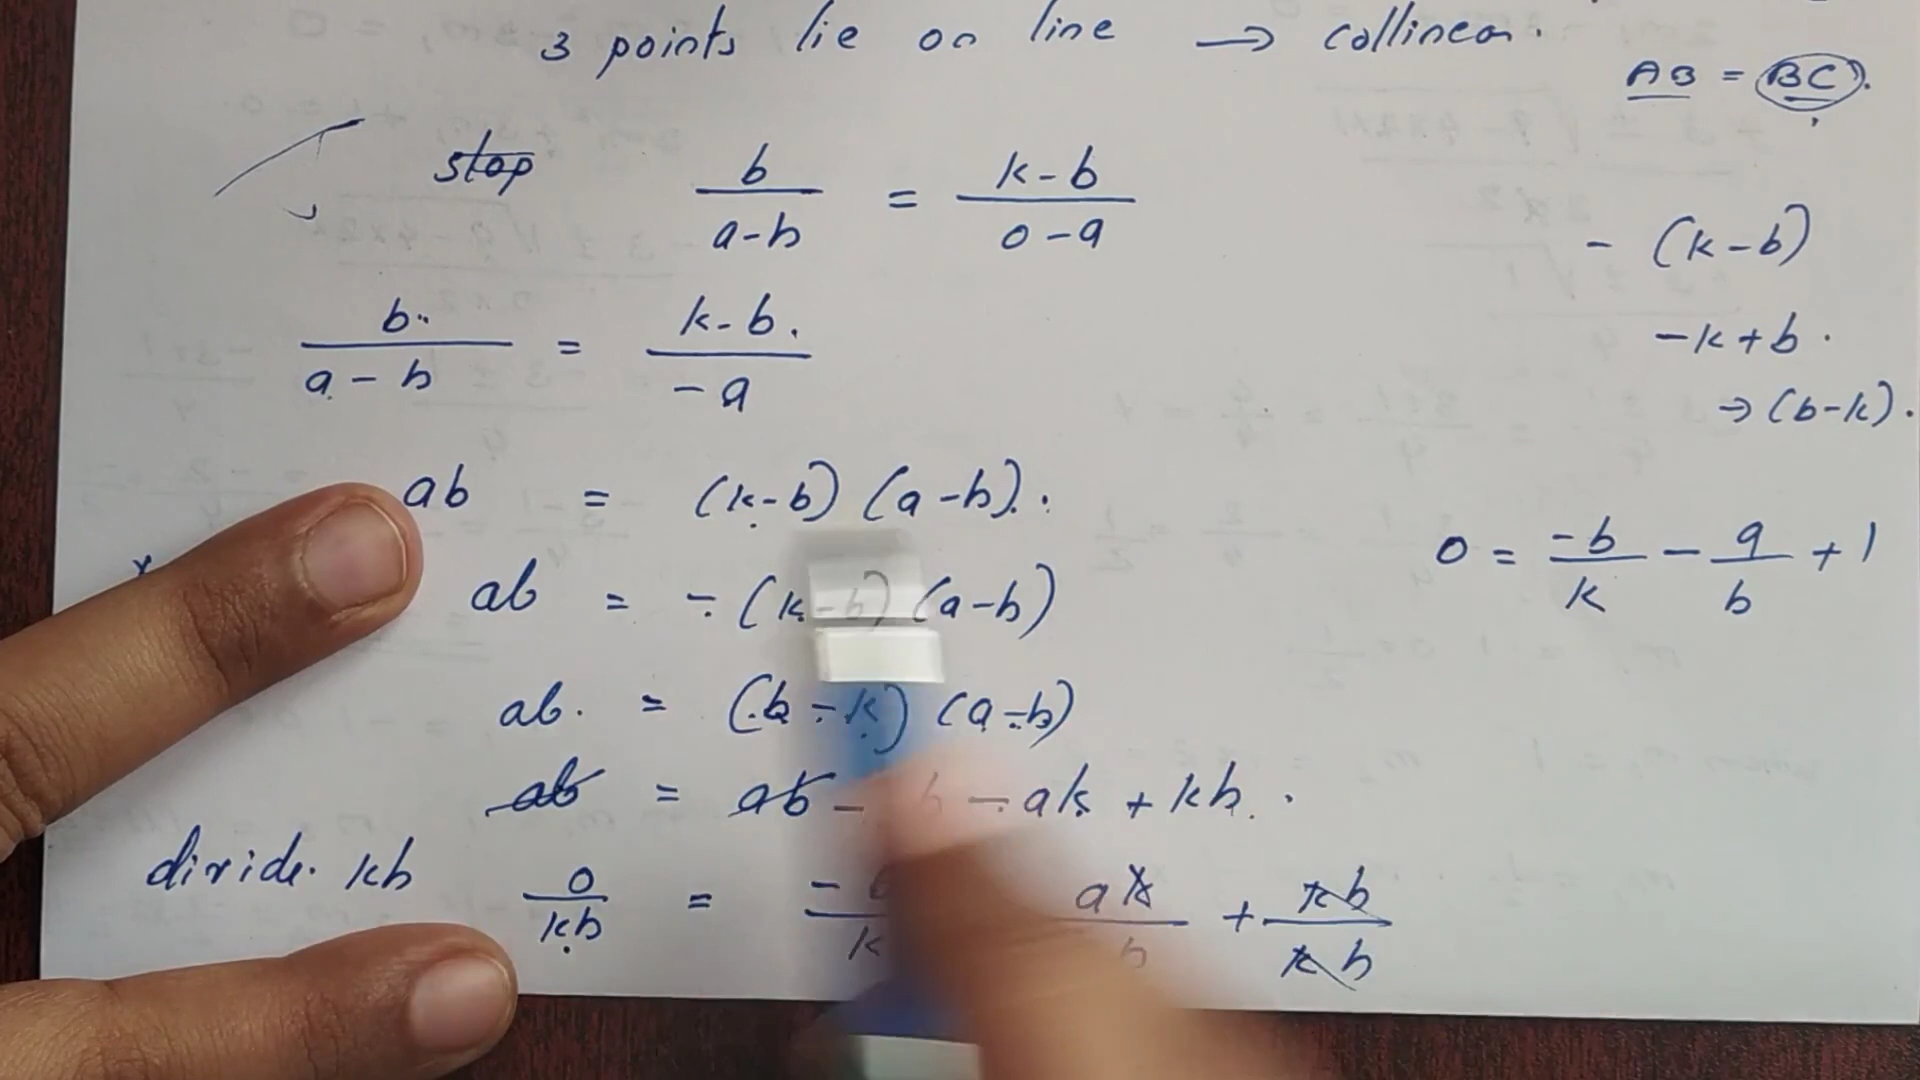 3 points lie on line → collinear.
AB = BC.
slop
b/(a-b) = (k-b)/(0-a)
- (k-b)
b/(a-b) = (k-b)/(-a)
-k+b.
→ (b-k).
ab = (k-b) (a-b).
0 = -b/k - a/b + 1
ab = - (k-b) (a-b)
ab. = (b-k) (a-b)
ab = ab - - ak + kb.
divide. kb
0/kb = + kb/kb